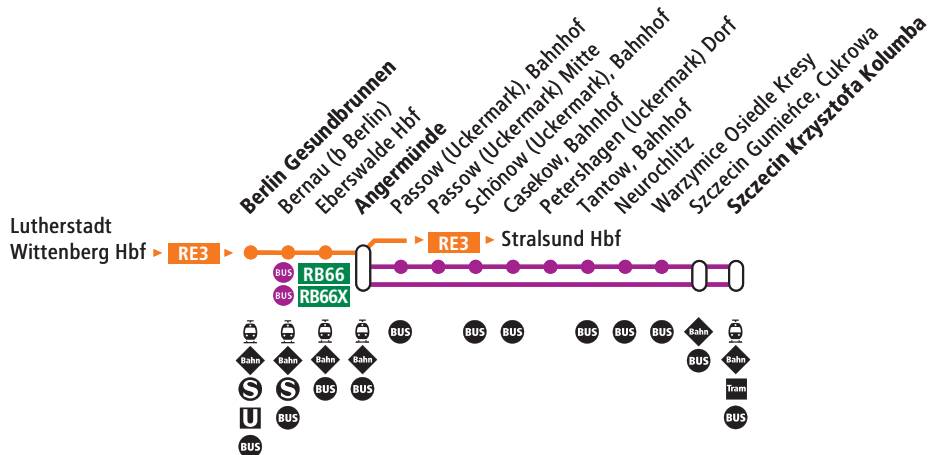 Berlin Gesundbrunnen
Bernau (b Berlin)
Eberswalde Hbf
Angermünde
Passow (Uckermark), Bahnhof
Passow (Uckermark) Mitte
Schönow (Uckermark), Bahnhof
Casekow, Bahnhof
Petershagen (Uckermark) Dorf
Tantow, Bahnhof
Neurochlitz
Warzymice Osiedle Kresy
Szczecin Gumieńce, Cukrowa
Szczecin Krzysztofa Kolumba
Lutherstadt
Wittenberg Hbf RE3
RE3 Stralsund Hbf
BUS RB66
BUS RB66X
BUS BUS BUS BUS BUS BUS Bahn
Bahn Bahn Bahn Bahn BUS Bahn
S S BUS BUS Tram
U BUS BUS
BUS